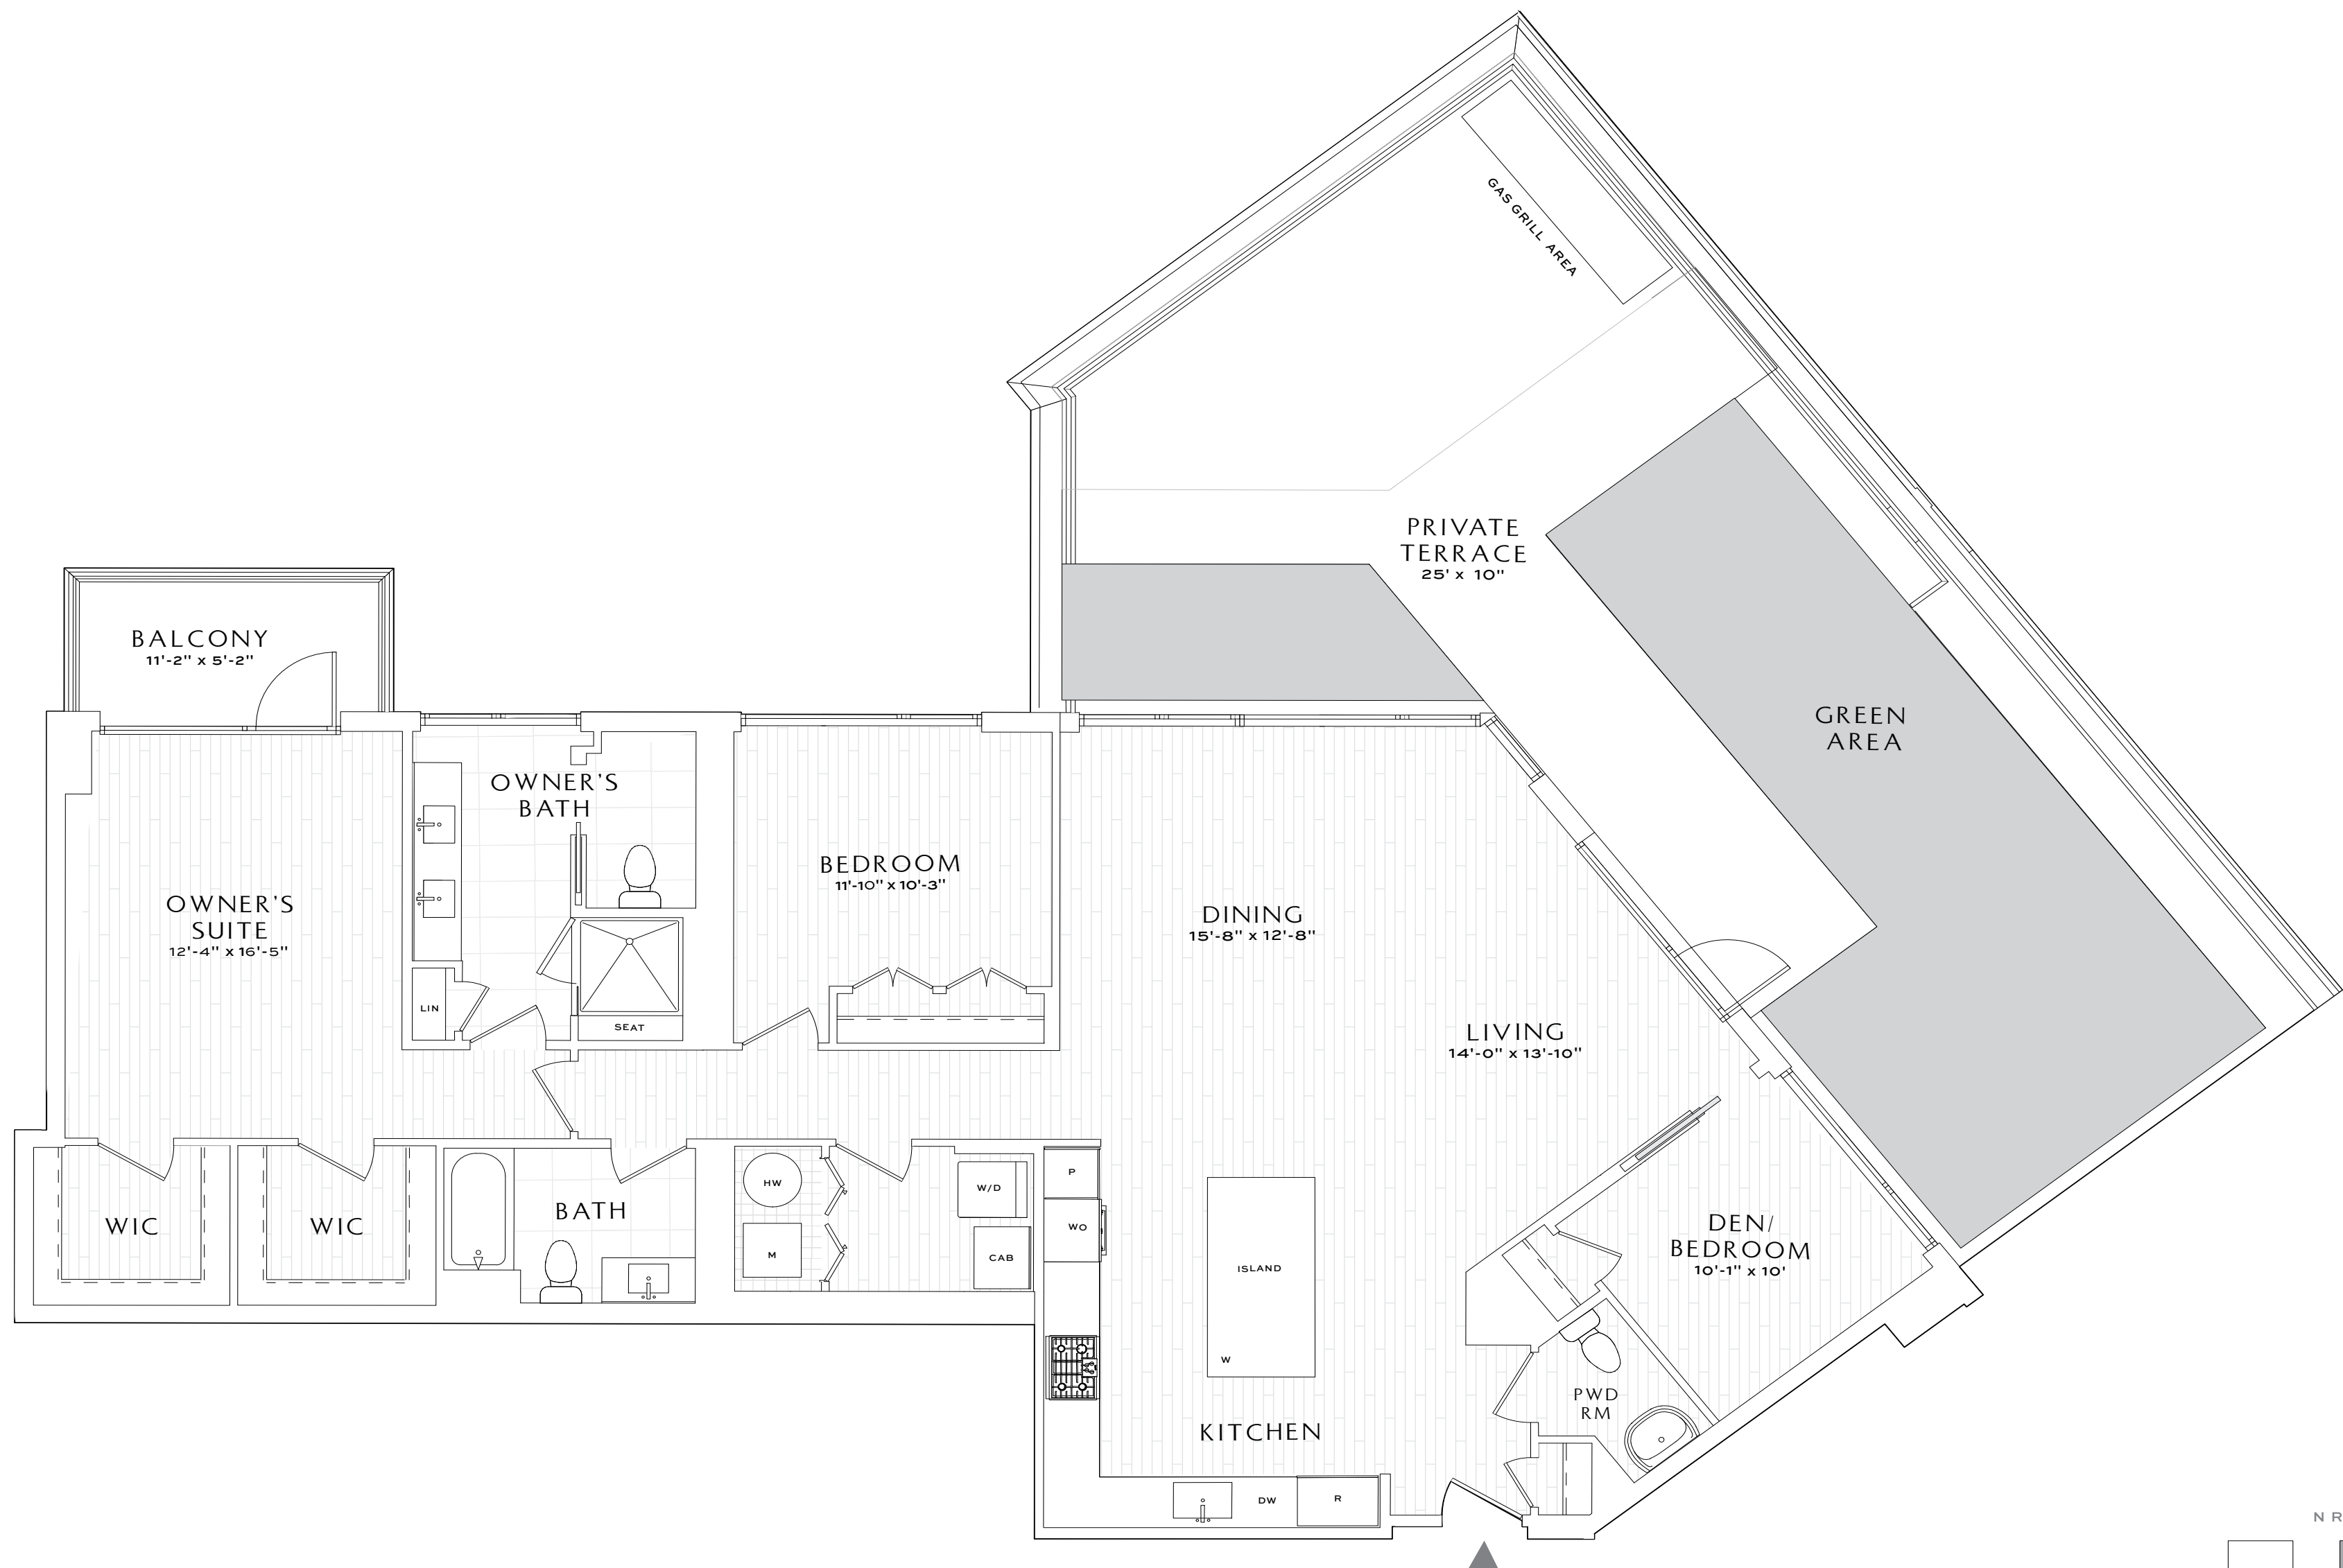 GAS GRILL AREA
PRIVATE
TERRACE
25' x 10"
BALCONY
11'-2" x 5'-2"
GREEN
AREA
OWNER'S
BATH
BEDROOM
11'-10" x 10'-3"
OWNER'S
SUITE
12'-4" x 16'-5"
DINING
15'-8" x 12'-8"
LIN
SEAT
LIVING
14'-0" x 13'-10"
WIC
WIC
BATH
HW
M
W/D
CAB
P
WO
ISLAND
W
DEN/
BEDROOM
10'-1" x 10'
PWD
RM
KITCHEN
DW
R
N R